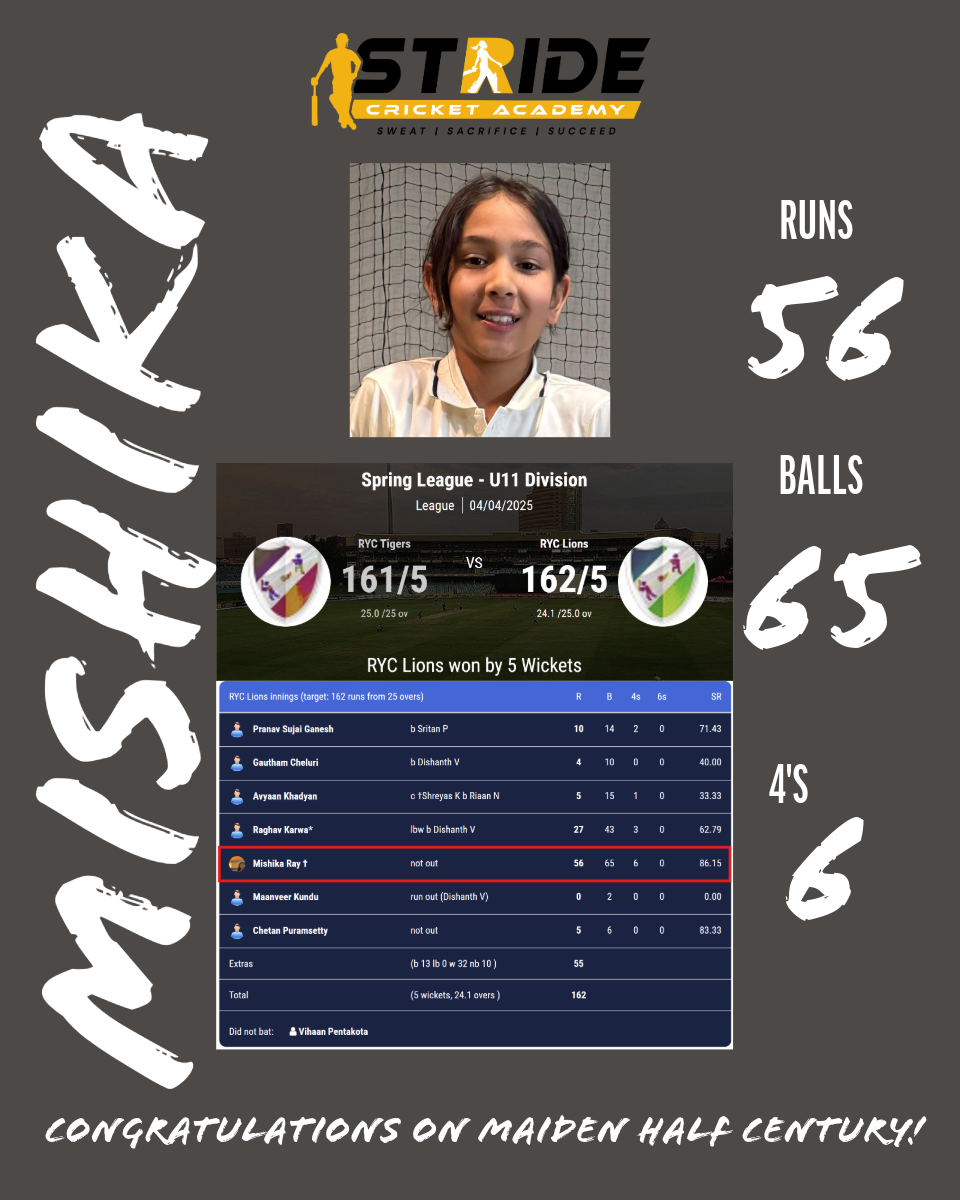 STRIDE
CRICKET ACADEMY
SWEAT | SACRIFICE | SUCCEED
MISHIKA
RUNS
56
BALLS
65
4'S
6
Spring League - U11 Division
League | 04/04/2025
RYC Tigers
161/5
25.0 /25 ov
VS
RYC Lions
162/5
24.1 /25.0 ov
RYC Lions won by 5 Wickets
RYC Lions innings (target: 162 runs from 25 overs) R B 4s 6s SR
Pranav Sujai Ganesh b Sritan P 10 14 2 0 71.43
Gautham Cheluri b Dishanth V 4 10 0 0 40.00
Avyaan Khadyan c †Shreyas K b Riaan N 5 15 1 0 33.33
Raghav Karwa* lbw b Dishanth V 27 43 3 0 62.79
Mishika Ray † not out 56 65 6 0 86.15
Maanveer Kundu run out (Dishanth V) 0 2 0 0 0.00
Chetan Puramsetty not out 5 6 0 0 83.33
Extras (b 13 lb 0 w 32 nb 10 ) 55
Total (5 wickets, 24.1 overs ) 162
Did not bat: Vihaan Pentakota
CONGRATULATIONS ON MAIDEN HALF CENTURY!